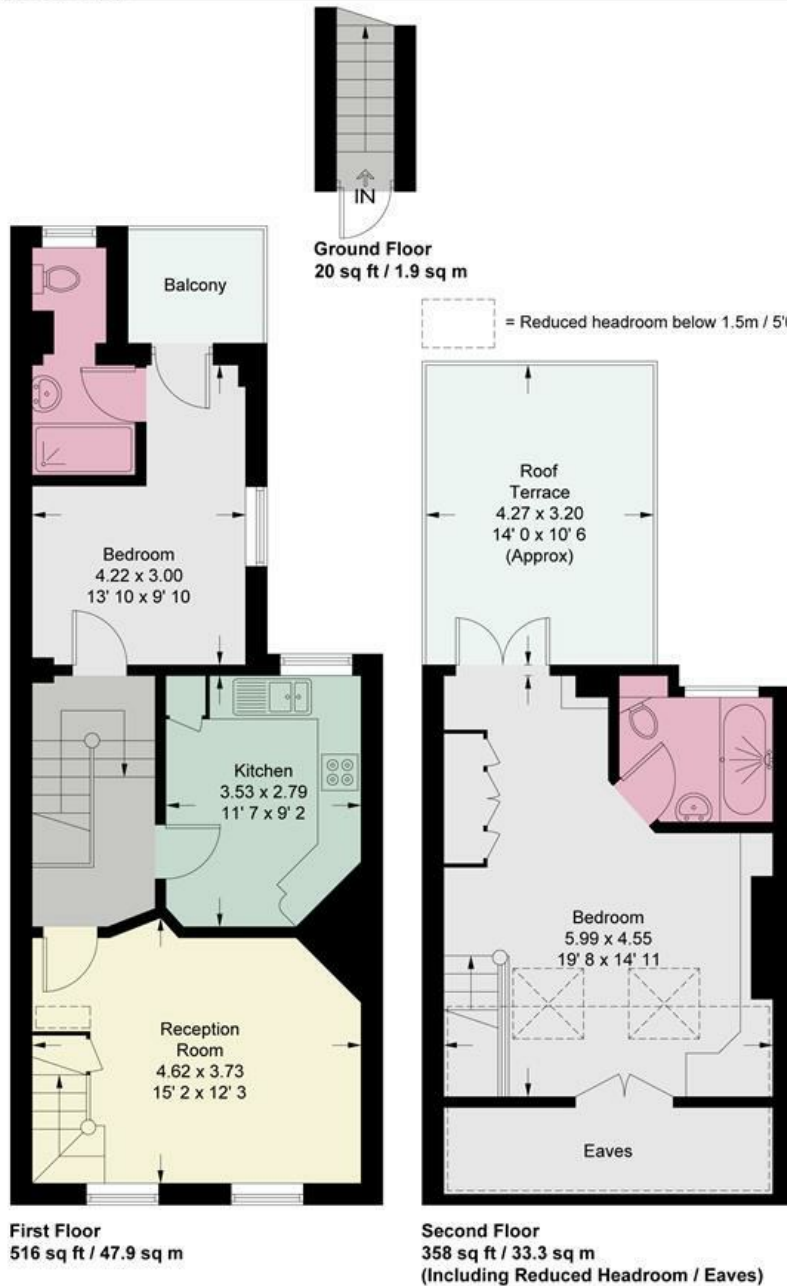 IN
Ground Floor
20 sq ft / 1.9 sq m
= Reduced headroom below 1.5m /
Balcony
Bedroom
4.22 x 3.00
13' 10 x 9' 10
Kitchen
3.53 x 2.79
11' 7 x 9' 2
Reception
Room
4.62 x 3.73
15' 2 x 12' 3
First Floor
516 sq ft / 47.9 sq m
Roof
Terrace
4.27 x 3.20
14' 0 x 10' 6
(Approx)
Bedroom
5.99 x 4.55
19' 8 x 14' 11
Eaves
Second Floor
358 sq ft / 33.3 sq m
(Including Reduced Headroom / Eaves)